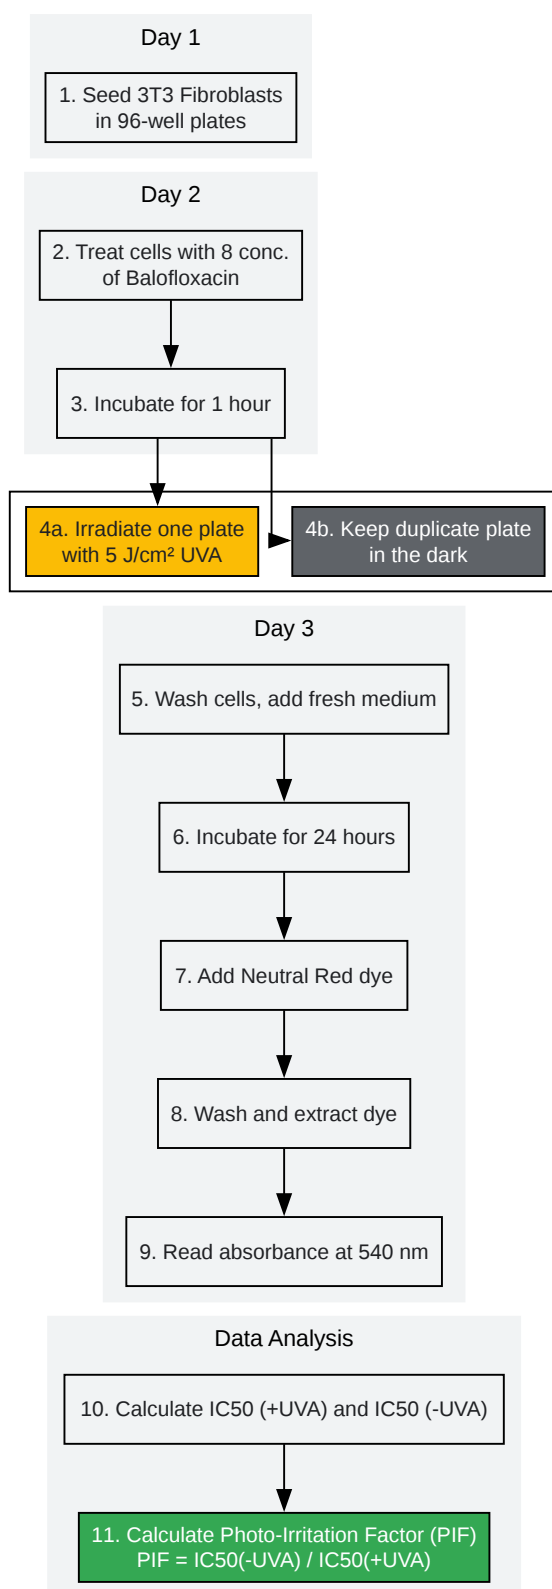 Day 1
1. Seed 3T3 Fibroblasts
in 96-well plates
Day 2
2. Treat cells with 8 conc.
of Balofloxacin
3. Incubate for 1 hour
4a. Irradiate one plate
with 5 J/cm² UVA
4b. Keep duplicate plate
in the dark
Day 3
5. Wash cells, add fresh medium
6. Incubate for 24 hours
7. Add Neutral Red dye
8. Wash and extract dye
9. Read absorbance at 540 nm
Data Analysis
10. Calculate IC50 (+UVA) and IC50 (-UVA)
11. Calculate Photo-Irritation Factor (PIF)
PIF = IC50(-UVA) / IC50(+UVA)